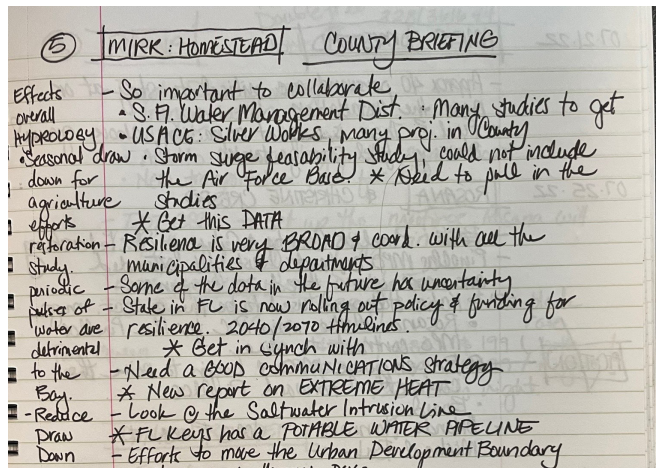 5 MIRR: HOMESTEAD COUNTY BRIEFING
Effects - So important to collaborate
overall • S. Fl. Water Management Dist. : Many studies to get
HYDROLOGY • USACE: Silver Works many proj. in County
• Seasonal draw • Storm surge feasability study, could not include
down for the Air Force Base * Need to pull in the
agriculture studies
efforts * Get this DATA
restoration - Resilience is very BROAD & coord. with all the
study. municipalities & departments
periodic - Some of the data in the future has uncertainty
pulses of - State in FL is now rolling out policy & funding for
water are resilience. 2040/2070 timelines.
detrimental * Get in synch with
to the - Need a GOOD COMMUNICATIONS strategy
Bay. * New report on EXTREME HEAT
- Reduce - Look @ the Saltwater Intrusion Line
Draw * FL Keys has a POTABLE WATER PIPELINE
Down - Efforts to move the Urban Development Boundary